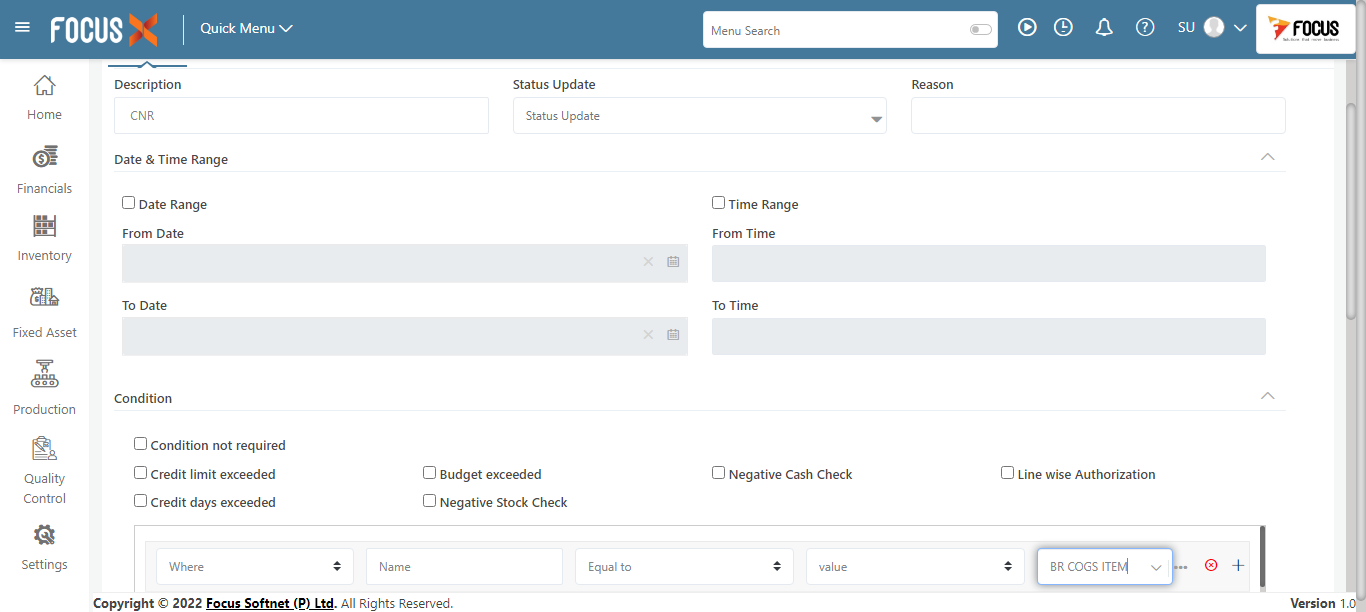 FOCUS X
Quick Menu
Menu Search
SU
FOCUS
Home
Financials
Inventory
Fixed Asset
Production
Quality
Control
Settings
Description
Status Update
Reason
CNR
Status Update
Date & Time Range
Date Range
Time Range
From Date
From Time
To Date
To Time
Condition
Condition not required
Credit limit exceeded
Budget exceeded
Negative Cash Check
Line wise Authorization
Credit days exceeded
Negative Stock Check
Where
Name
Equal to
value
BR COGS ITEM
Copyright © 2022 Focus Softnet (P) Ltd. All Rights Reserved.
Version 1.0